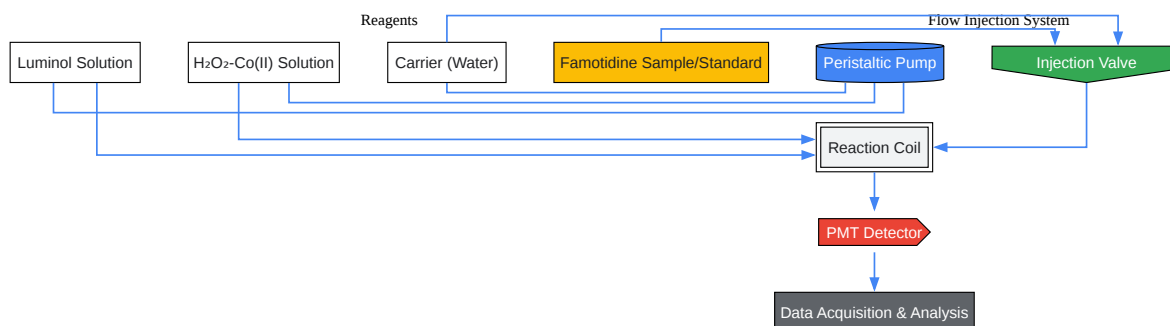 Reagents
Flow Injection System
Luminol Solution
H₂O₂-Co(II) Solution
Carrier (Water)
Famotidine Sample/Standard
Peristaltic Pump
Injection Valve
Reaction Coil
PMT Detector
Data Acquisition & Analysis